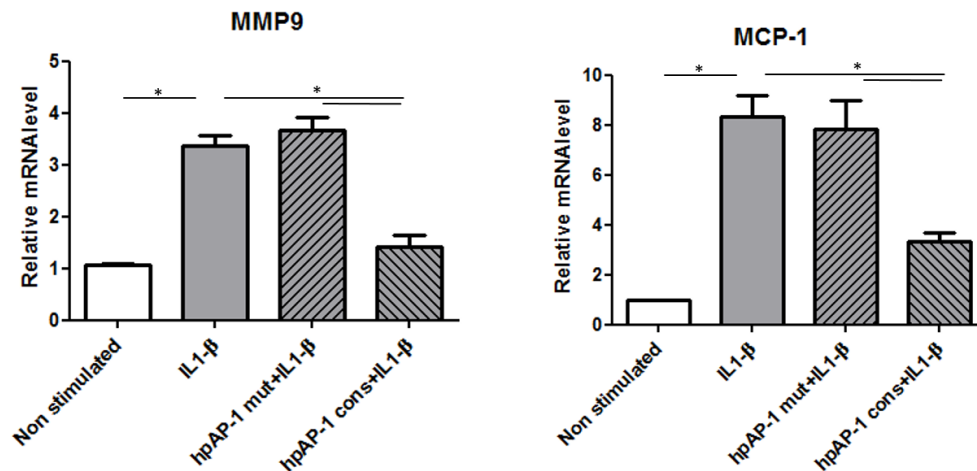 MMP9
*
*
5
4
3
2
1
0
Relative mRNAlevel
Non stimulated
IL1-β
hpAP-1 mut+IL1-β
hpAP-1 cons+IL1-β
MCP-1
*
*
10
8
6
4
2
0
Relative mRNAlevel
Non stimulated
IL1-β
hpAP-1 mut+IL1-β
hpAP-1 cons+IL1-β